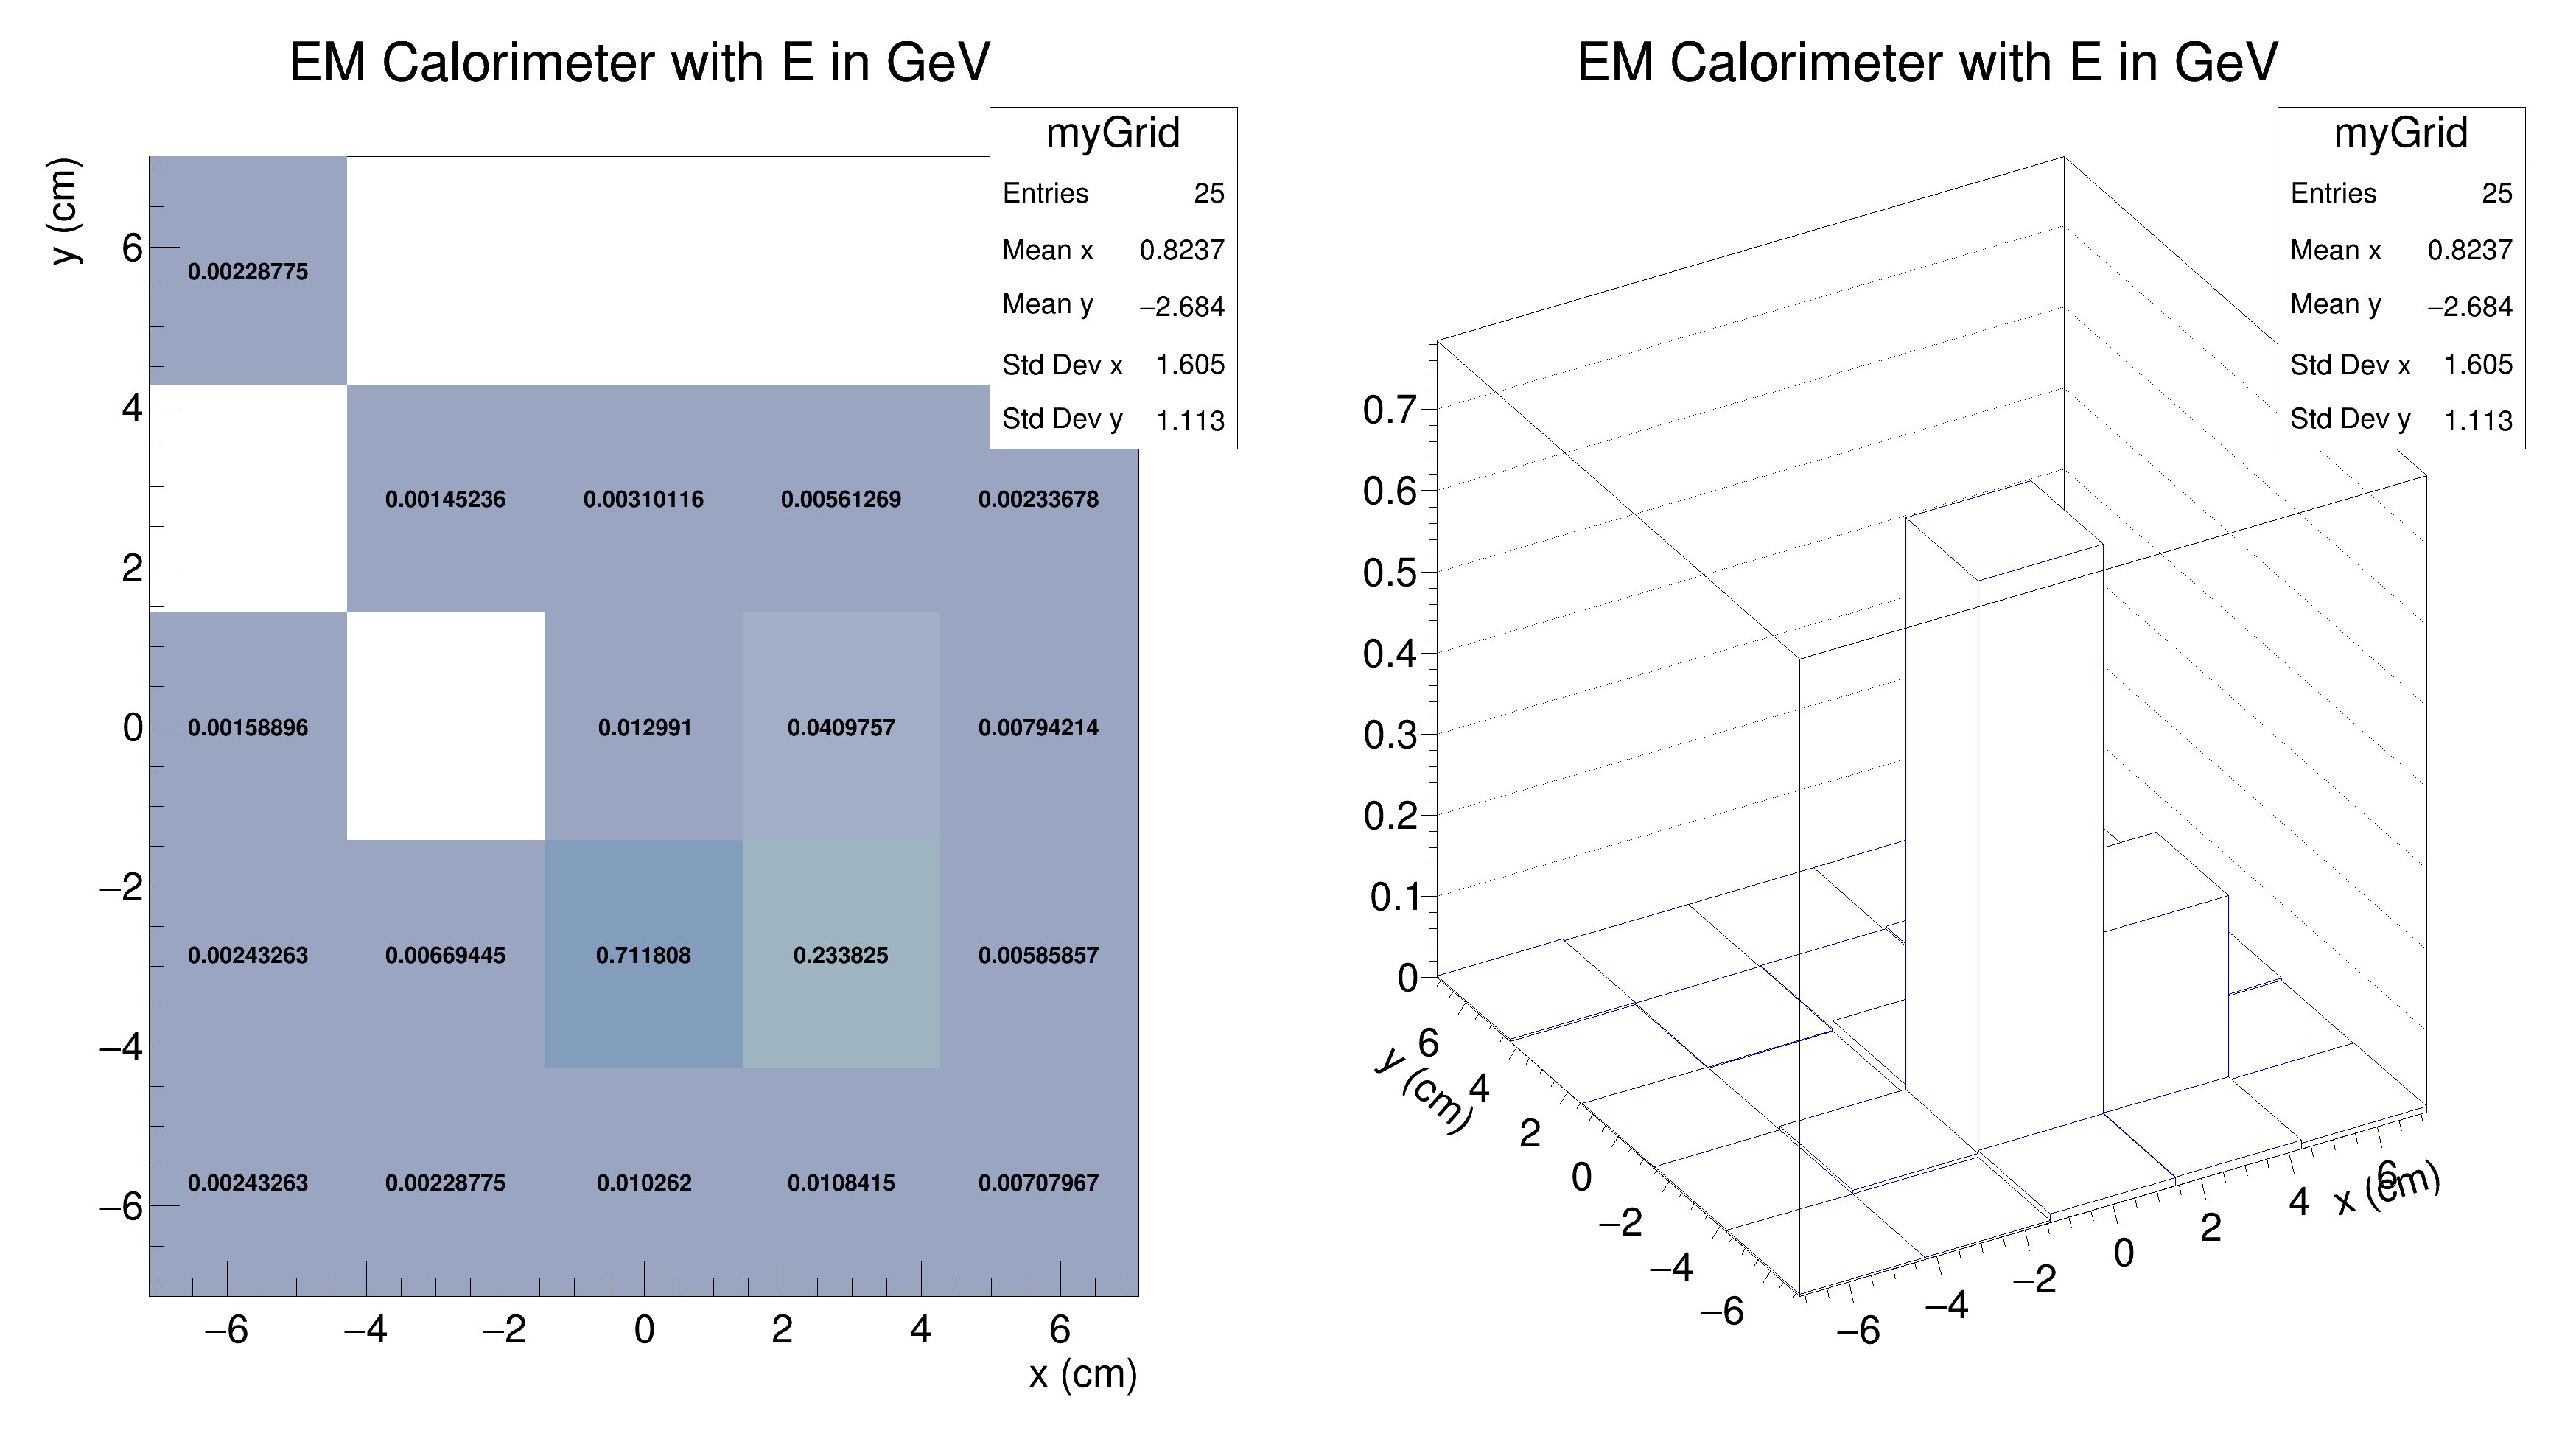 EM Calorimeter with E in GeV
myGrid
Entries 25
Mean x 0.8237
Mean y −2.684
Std Dev x 1.605
Std Dev y 1.113
y (cm)
6
4
2
0
−2
−4
−6
0.00228775
0.00145236 0.00310116 0.00561269 0.00233678
0.00158896 0.012991 0.0409757 0.00794214
0.00243263 0.00669445 0.711808 0.233825 0.00585857
0.00243263 0.00228775 0.010262 0.0108415 0.00707967
−6 −4 −2 0 2 4 6
x (cm)
EM Calorimeter with E in GeV
myGrid
Entries 25
Mean x 0.8237
Mean y −2.684
Std Dev x 1.605
Std Dev y 1.113
0.7
0.6
0.5
0.4
0.3
0.2
0.1
0
6
4
2
0
−2
−4
−6
y (cm)
−6
−4
−2
0
2
4
6
x (cm)